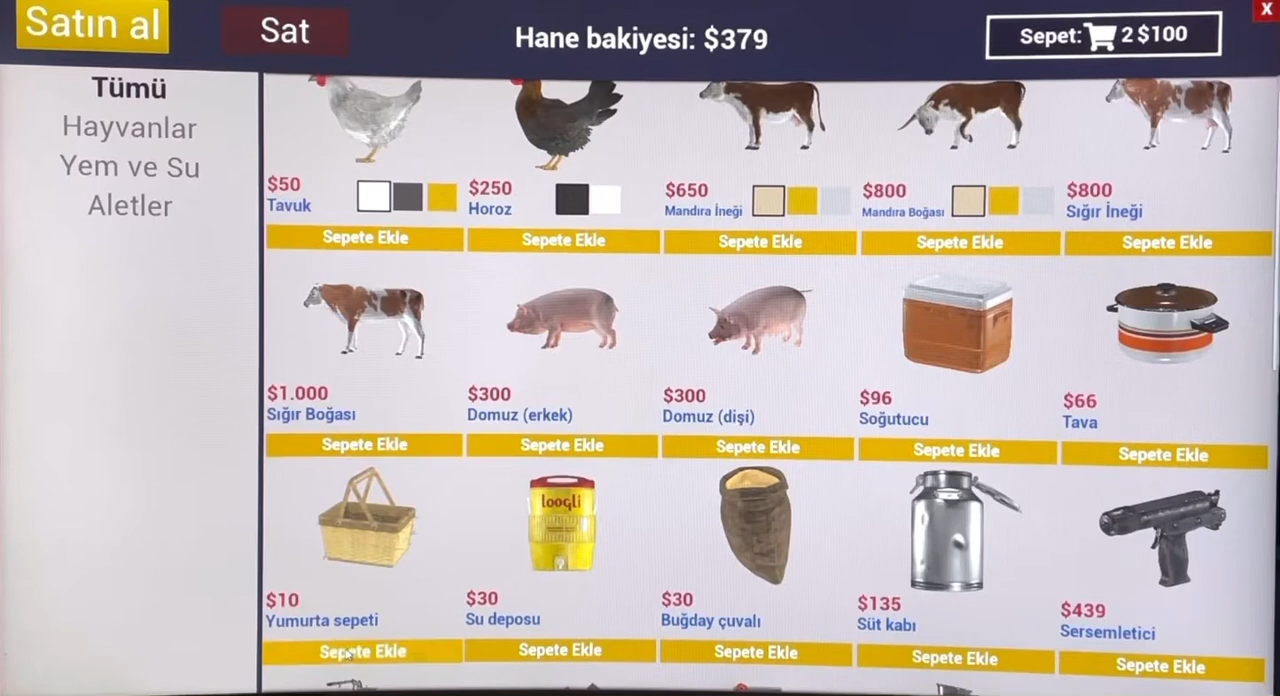 Satın al
Sat
Hane bakiyesi: $379
Sepet: 2 $100
X
Tümü
Hayvanlar
Yem ve Su
Aletler
$50
Tavuk
Sepete Ekle
$250
Horoz
Sepete Ekle
$650
Mandıra İneği
Sepete Ekle
$800
Mandıra Boğası
Sepete Ekle
$800
Sığır İneği
Sepete Ekle
$1.000
Sığır Boğası
Sepete Ekle
$300
Domuz (erkek)
Sepete Ekle
$300
Domuz (dişi)
Sepete Ekle
$96
Soğutucu
Sepete Ekle
$66
Tava
Sepete Ekle
$10
Yumurta sepeti
Sepete Ekle
loogli
$30
Su deposu
Sepete Ekle
$30
Buğday çuvalı
Sepete Ekle
$135
Süt kabı
Sepete Ekle
$439
Sersemletici
Sepete Ekle